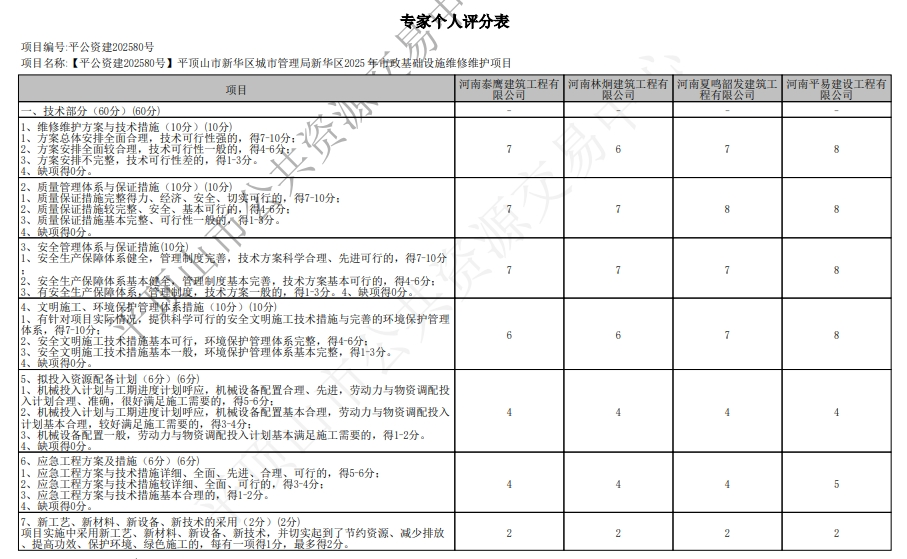 专家个人评分表
项目编号:平公资建202580号
项目名称:【平公资建202580号】平顶山市新华区城市管理局新华区2025 年市政基础设施维修维护项目
项目 河南泰鹰建筑工程有限公司 河南林炯建筑工程有限公司 河南夏鸣韶发建筑工程有限公司 河南平易建设工程有限公司
一、技术部分（60分）(60分) - - - -
1、维修维护方案与技术措施（10分）(10分)
1、方案总体安排全面合理，技术可行性强的，得7-10分；
2、方案安排全面较合理，技术可行性一般的，得4-6分；
3、方案安排不完整，技术可行性差的，得1-3分。
4、缺项得0分。
7 6 7 8
2、质量管理体系与保证措施（10分）(10分)
1、质量保证措施完整得力、经济、安全、切实可行的，得7-10分；
2、质量保证措施较完整、安全、基本可行的，得4-6分；
3、质量保证措施基本完整、可行性一般的，得1-3分。
4、缺项得0分。
7 7 8 8
3、安全管理体系与保证措施(10分)
1、安全生产保障体系健全，管理制度完善，技术方案科学合理、先进可行的，得7-10分
；
2、安全生产保障体系基本健全，管理制度基本完善，技术方案基本可行的，得4-6分；
3、有安全生产保障体系，管理制度，技术方案一般的，得1-3分。4、缺项得0分。
7 7 7 8
4、文明施工、环境保护管理体系措施（10分）(10分)
1、有针对项目实际情况，提供科学可行的安全文明施工技术措施与完善的环境保护管理
体系，得7-10分；
2、安全文明施工技术措施基本可行，环境保护管理体系完整，得4-6分；
3、安全文明施工技术措施基本一般，环境保护管理体系基本完整，得1-3分。
4、缺项得0分。
6 6 7 8
5、拟投入资源配备计划（6分）(6分)
1、机械投入计划与工期进度计划呼应，机械设备配置合理、先进，劳动力与物资调配投
入计划合理、准确，很好满足施工需要的，得5-6分；
2、机械投入计划与工期进度计划呼应，机械设备配置基本合理，劳动力与物资调配投入
计划基本合理，较好满足施工需要的，得3-4分；
3、机械设备配置一般，劳动力与物资调配投入计划基本满足施工需要的，得1-2分。
4、缺项得0分。
4 4 4 4
6、应急工程方案及措施（6分）(6分)
1、应急工程方案与技术措施详细、全面、先进、合理、可行的，得5-6分；
2、应急工程方案与技术措施较详细、全面、可行的，得3-4分；
3、应急工程方案与技术措施基本合理的，得1-2分。
4、缺项得0分。
4 4 4 5
7、新工艺、新材料、新设备、新技术的采用（2分）(2分)
项目实施中采用新工艺、新材料、新设备、新技术，并切实起到了节约资源、减少排放
、提高功效、保护环境、绿色施工的，每有一项得1分，最多得2分。
2 2 2 2
平顶山市公共资源交易中
平顶山市公共资源交易中心